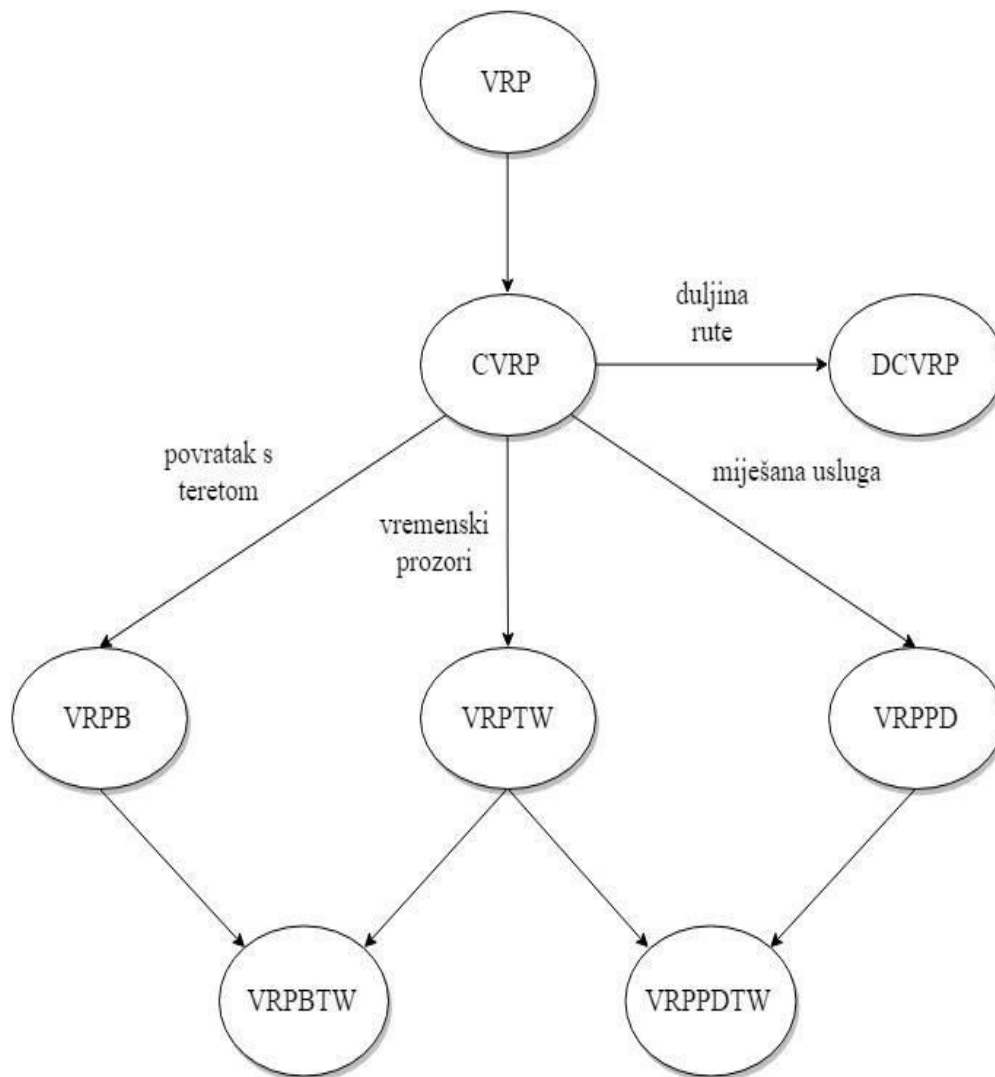 VRP
duljina
rute
CVRP
DCVRP
povratak s
teretom
miješana usluga
vremenski
prozori
VRPB
VRPTW
VRPPD
VRPBTW
VRPPDTW